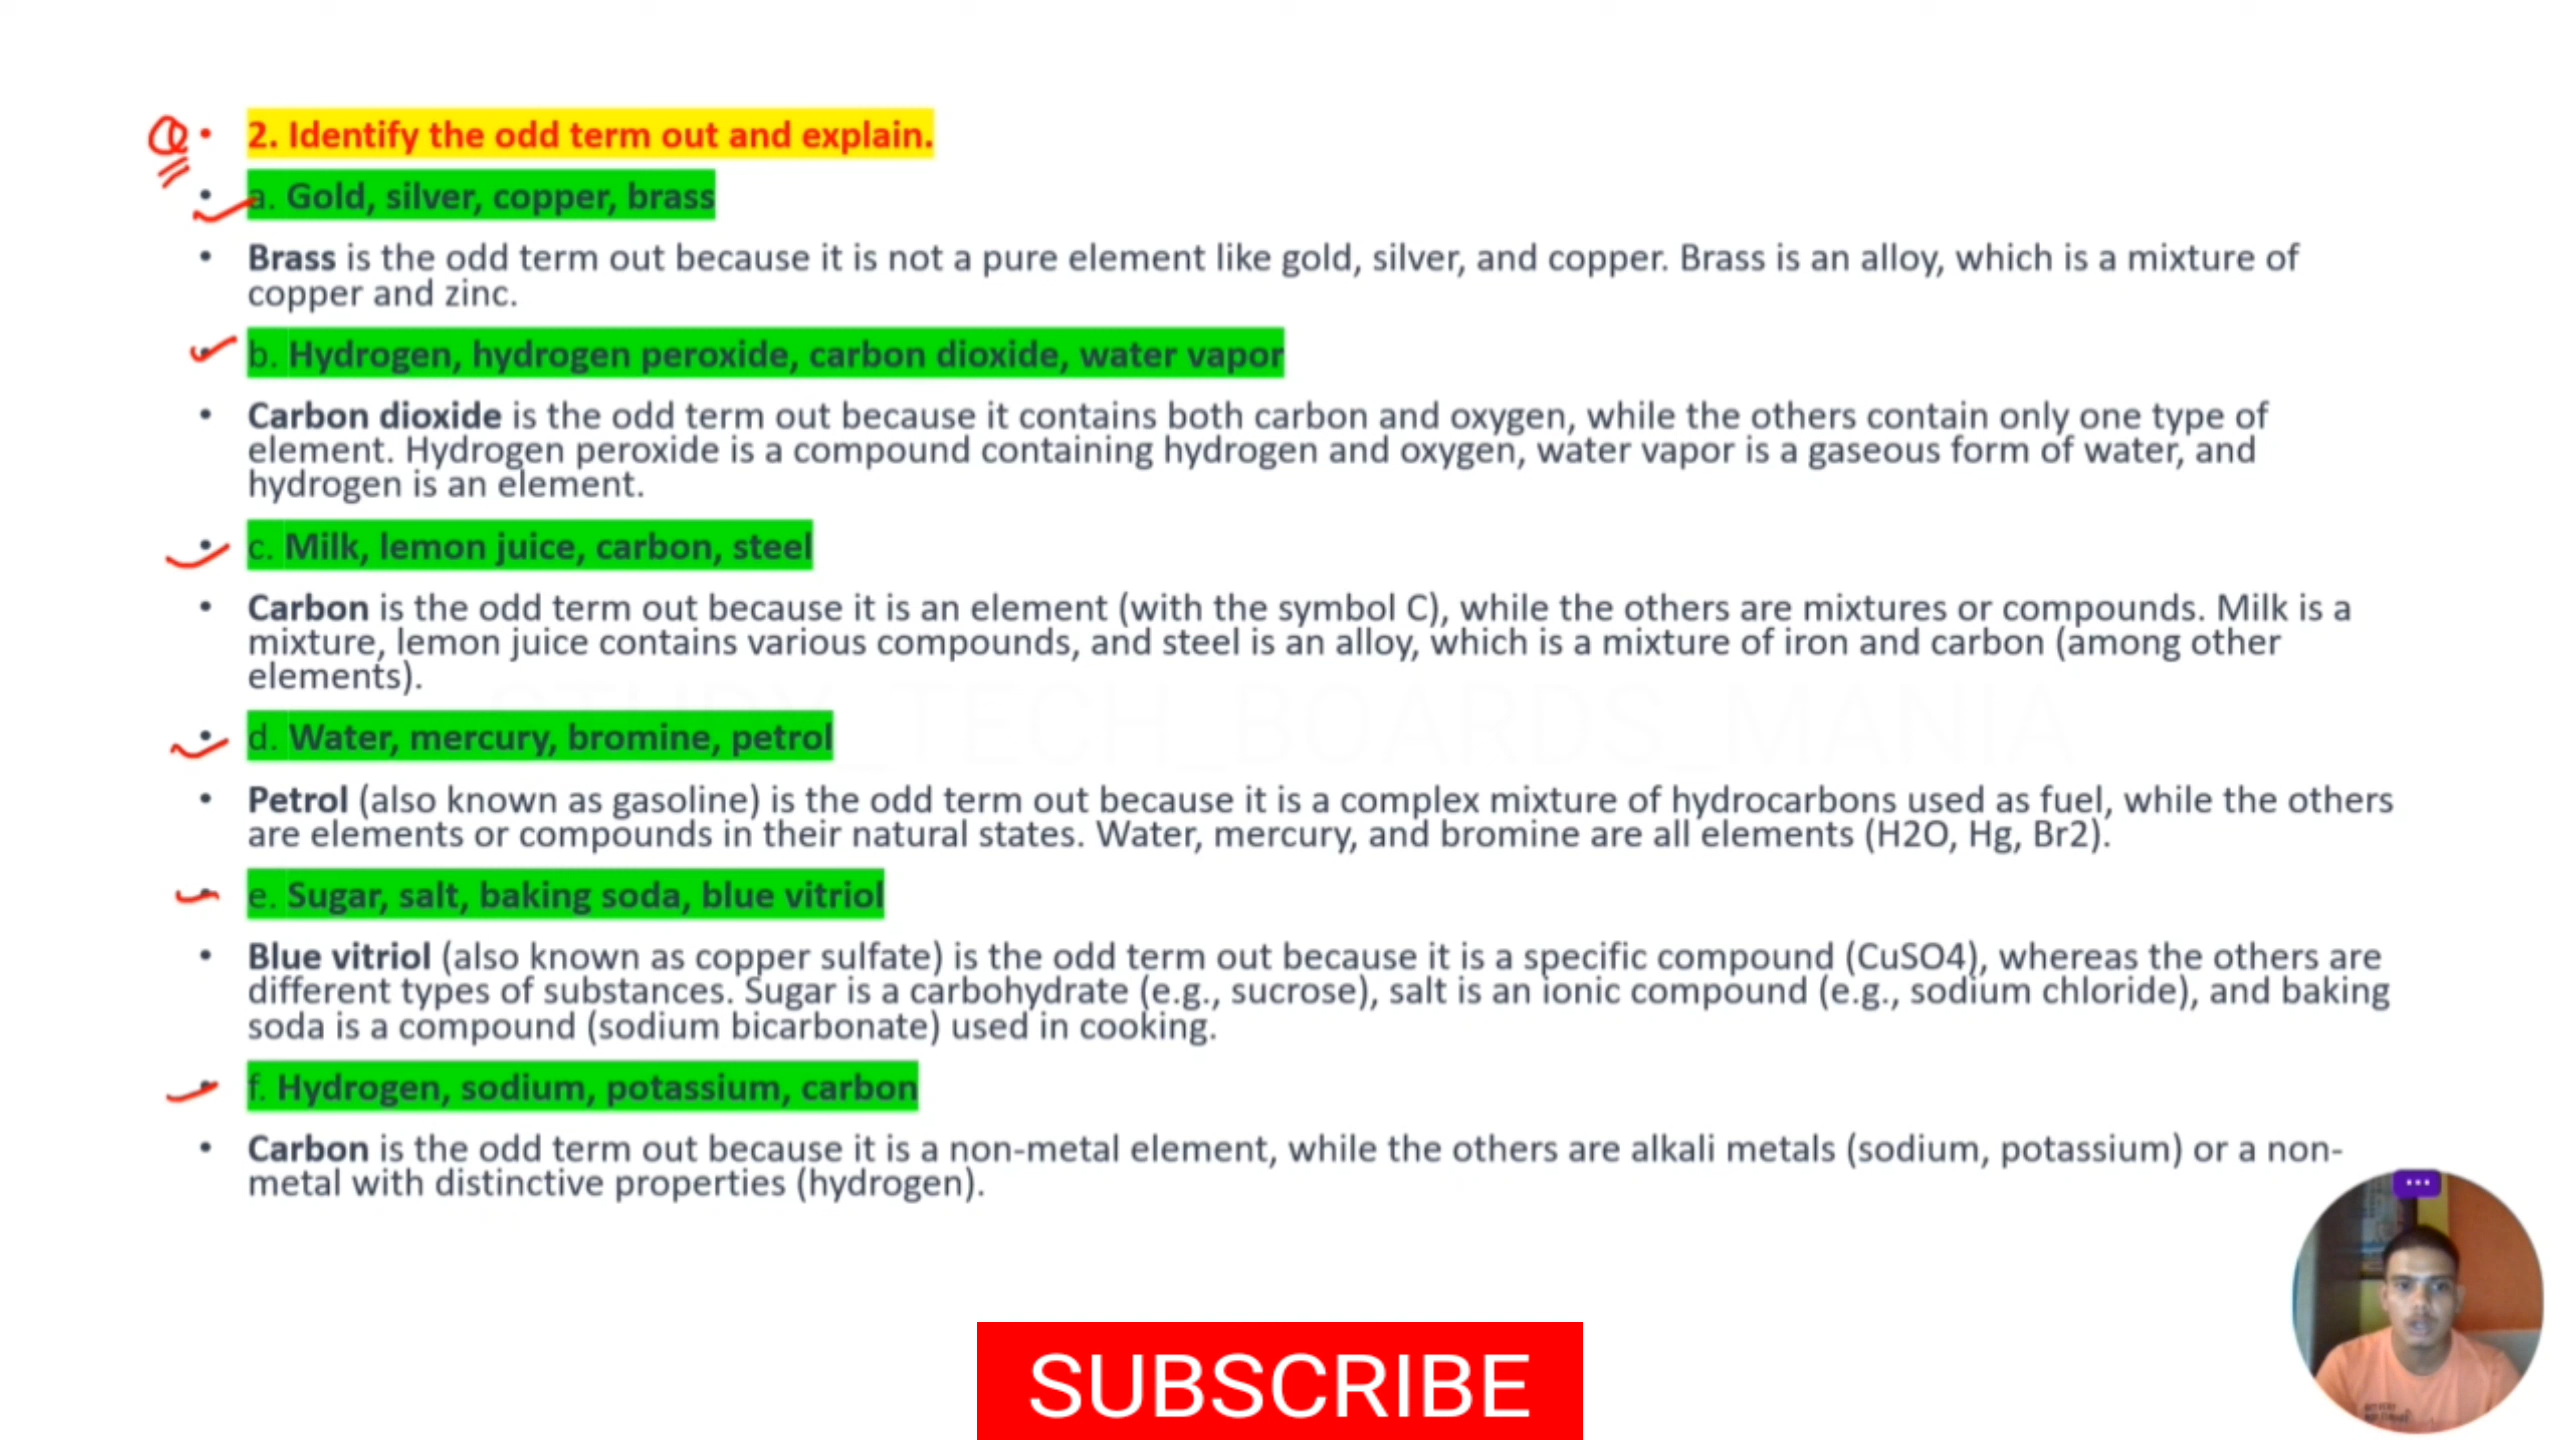 2. Identify the odd term out and explain.
a. Gold, silver, copper, brass
Brass is the odd term out because it is not a pure element like gold, silver, and copper. Brass is an alloy, which is a mixture of
copper and zinc.
b. Hydrogen, hydrogen peroxide, carbon dioxide, water vapor
Carbon dioxide is the odd term out because it contains both carbon and oxygen, while the others contain only one type of
element. Hydrogen peroxide is a compound containing hydrogen and oxygen, water vapor is a gaseous form of water, and
hydrogen is an element.
c. Milk, lemon juice, carbon, steel
Carbon is the odd term out because it is an element (with the symbol C), while the others are mixtures or compounds. Milk is a
mixture, lemon juice contains various compounds, and steel is an alloy, which is a mixture of iron and carbon (among other
elements).
STUDY_TECH_BOARDS_MANIA
d. Water, mercury, bromine, petrol
Petrol (also known as gasoline) is the odd term out because it is a complex mixture of hydrocarbons used as fuel, while the others
are elements or compounds in their natural states. Water, mercury, and bromine are all elements (H2O, Hg, Br2).
e. Sugar, salt, baking soda, blue vitriol
Blue vitriol (also known as copper sulfate) is the odd term out because it is a specific compound (CuSO4), whereas the others are
different types of substances. Sugar is a carbohydrate (e.g., sucrose), salt is an ionic compound (e.g., sodium chloride), and baking
soda is a compound (sodium bicarbonate) used in cooking.
f. Hydrogen, sodium, potassium, carbon
Carbon is the odd term out because it is a non-metal element, while the others are alkali metals (sodium, potassium) or a non-
metal with distinctive properties (hydrogen).
SUBSCRIBE